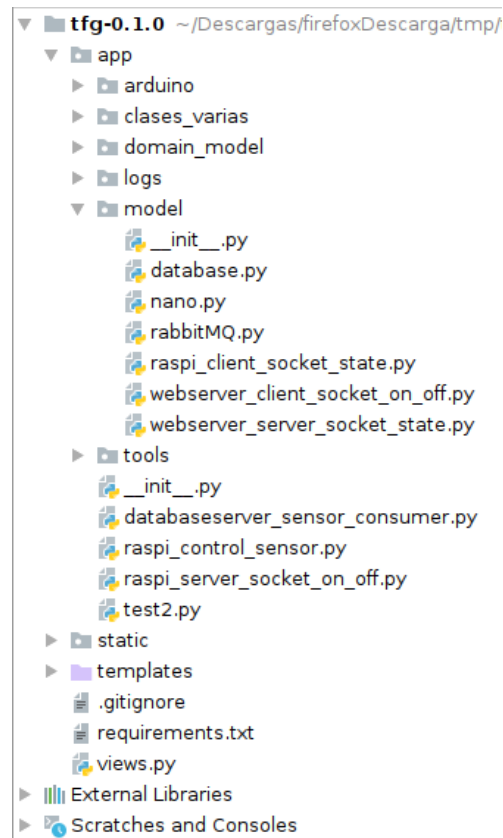 tfg-0.1.0 ~/Descargas/firefoxDescarga/tmp/
app
arduino
clases_varias
domain_model
logs
model
__init__.py
database.py
nano.py
rabbitMQ.py
raspi_client_socket_state.py
webserver_client_socket_on_off.py
webserver_server_socket_state.py
tools
__init__.py
databaseserver_sensor_consumer.py
raspi_control_sensor.py
raspi_server_socket_on_off.py
test2.py
static
templates
.gitignore
requirements.txt
views.py
External Libraries
Scratches and Consoles